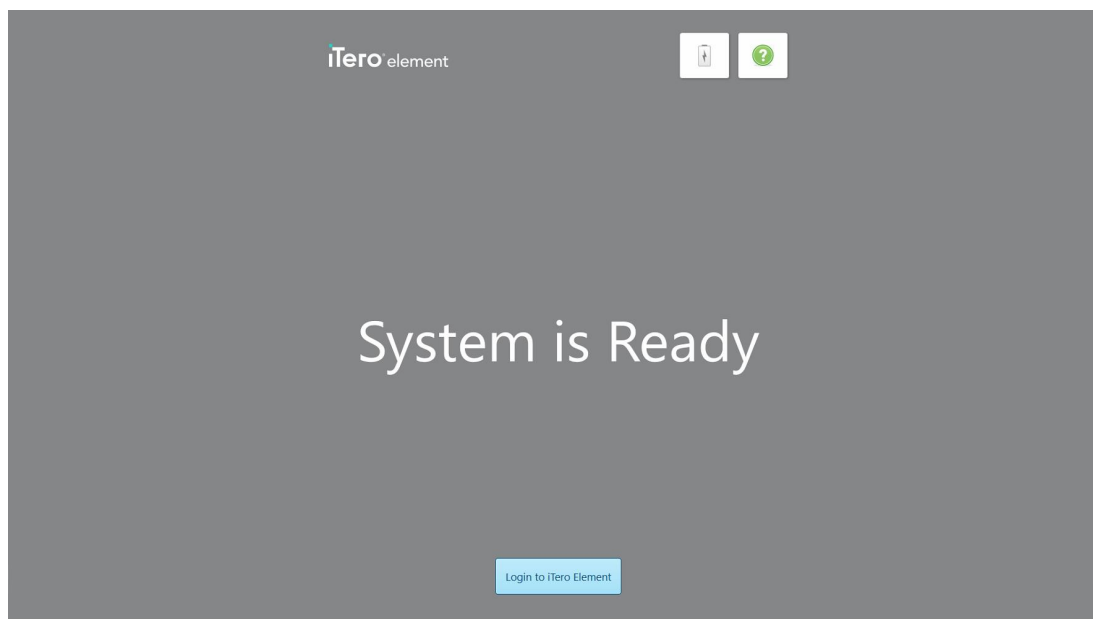 iTero element
?
System is Ready
Login to iTero Element